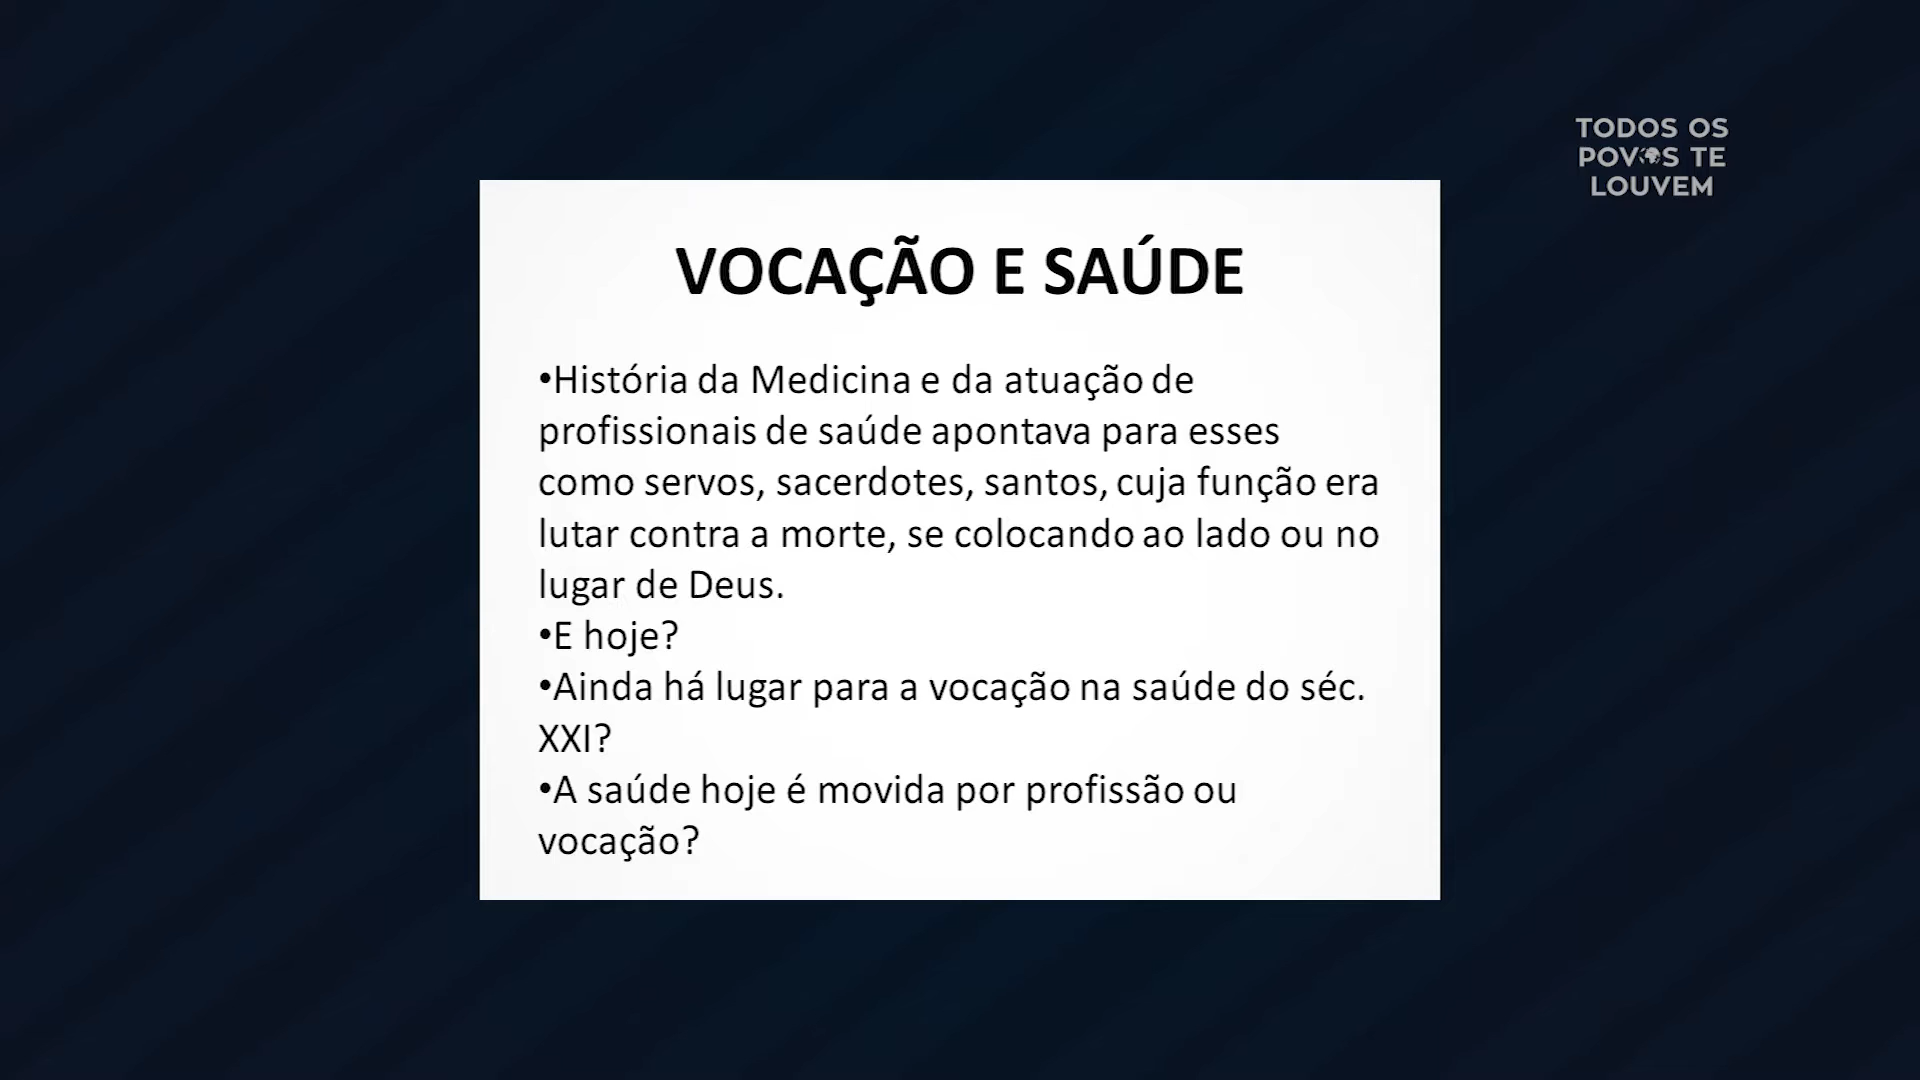 TODOS OS
POVOS TE
LOUVEM
VOCAÇÃO E SAÚDE
•História da Medicina e da atuação de
profissionais de saúde apontava para esses
como servos, sacerdotes, santos, cuja função era
lutar contra a morte, se colocando ao lado ou no
lugar de Deus.
•E hoje?
•Ainda há lugar para a vocação na saúde do séc.
XXI?
•A saúde hoje é movida por profissão ou
vocação?